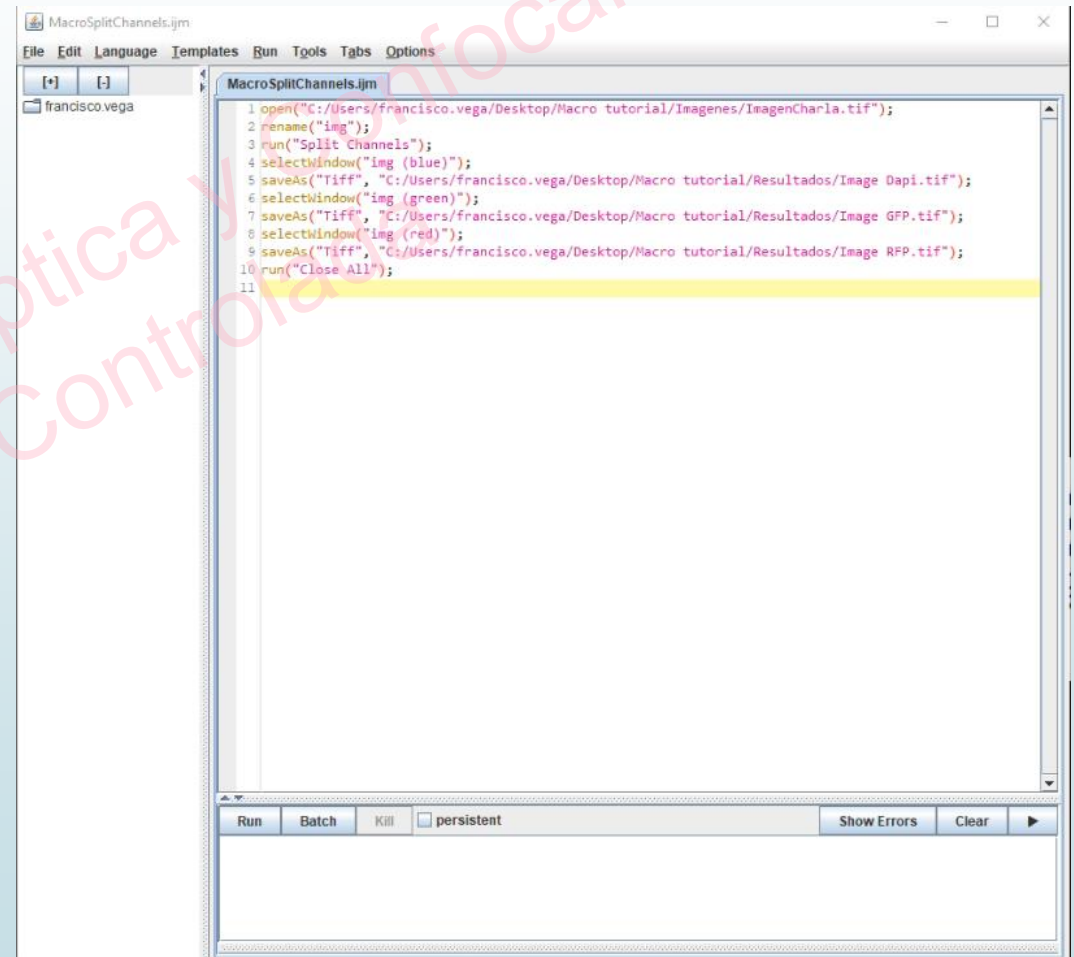 MacroSplitChannels.ijm
File Edit Language Templates Run Tools Tabs Options
[+] [-]
francisco.vega
MacroSplitChannels.ijm
1 open("C:/Users/francisco.vega/Desktop/Macro tutorial/Imagenes/ImagenCharla.tif");
2 rename("img");
3 run("Split Channels");
4 selectWindow("img (blue)");
5 saveAs("Tiff", "C:/Users/francisco.vega/Desktop/Macro tutorial/Resultados/Image Dapi.tif");
6 selectWindow("img (green)");
7 saveAs("Tiff", "C:/Users/francisco.vega/Desktop/Macro tutorial/Resultados/Image GFP.tif");
8 selectWindow("img (red)");
9 saveAs("Tiff", "C:/Users/francisco.vega/Desktop/Macro tutorial/Resultados/Image RFP.tif");
10 run("Close All");
11
Run Batch Kill persistent Show Errors Clear